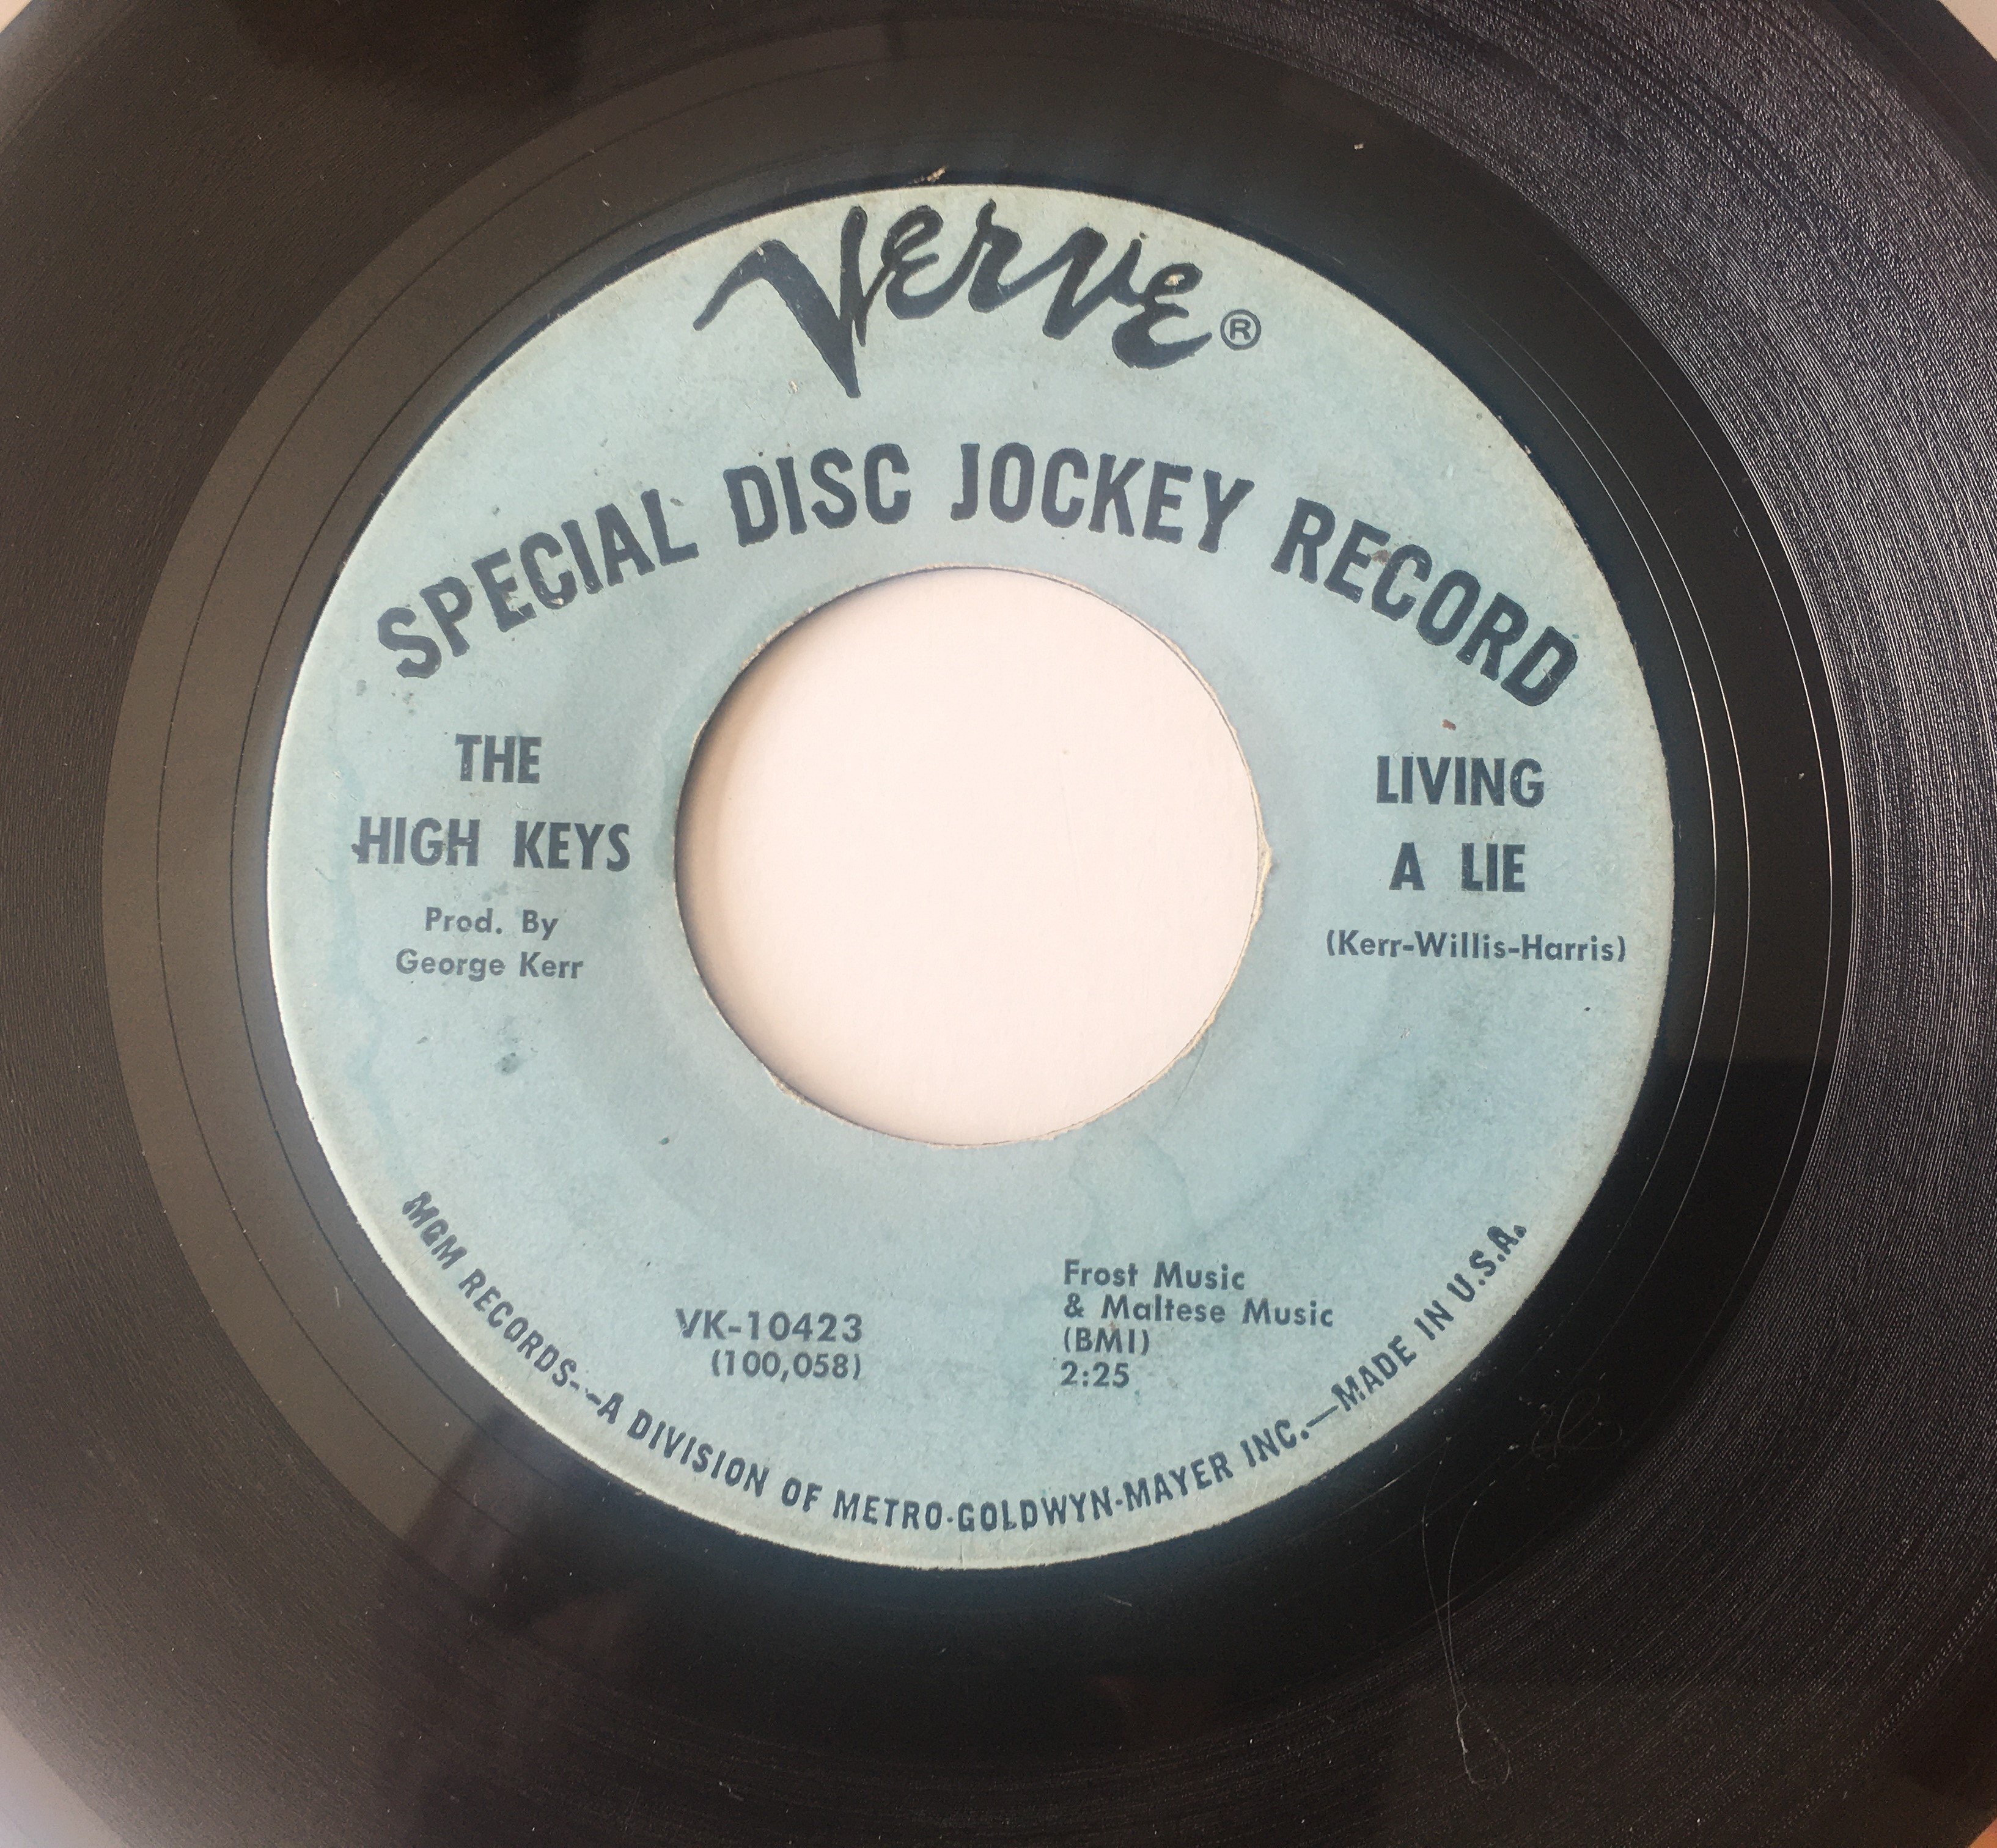 Verve®
SPECIAL DISC JOCKEY RECORD
THE
HIGH KEYS
Prod. By
George Kerr
LIVING
A LIE
(Kerr-Willis-Harris)
VK-10423
(100,058)
Frost Music
& Maltese Music
(BMI)
2:25
MGM RECORDS--A DIVISION OF METRO-GOLDWYN-MAYER INC.—MADE IN U.S.A.